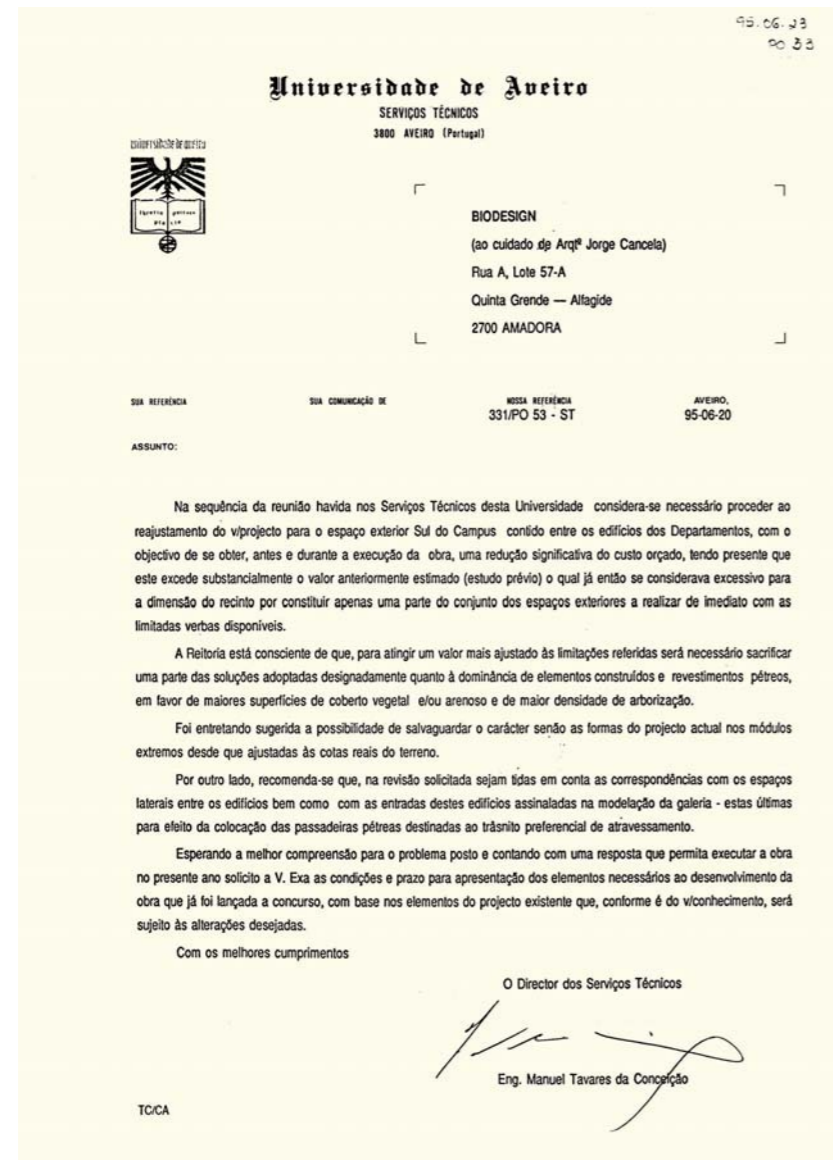 95.06.23
Universidade de Aveiro
SERVIÇOS TÉCNICOS
3800 AVEIRO (Portugal)
universidade de aveiro
BIODESIGN
(ao cuidado de Arqtº Jorge Cancela)
Rua A, Lote 57-A
Quinta Grande — Alfagide
2700 AMADORA
SUA REFERÊNCIA SUA COMUNICAÇÃO DE NOSSA REFERÊNCIA AVEIRO,
331/PO 53 - ST 95-06-20
ASSUNTO:
Na sequência da reunião havida nos Serviços Técnicos desta Universidade considera-se necessário proceder ao
reajustamento do v/projecto para o espaço exterior Sul do Campus contido entre os edifícios dos Departamentos, com o
objectivo de se obter, antes e durante a execução da obra, uma redução significativa do custo orçado, tendo presente que
este excede substancialmente o valor anteriormente estimado (estudo prévio) o qual já então se considerava excessivo para
a dimensão do recinto por constituir apenas uma parte do conjunto dos espaços exteriores a realizar de imediato com as
limitadas verbas disponíveis.
A Reitoria está consciente de que, para atingir um valor mais ajustado às limitações referidas será necessário sacrificar
uma parte das soluções adoptadas designadamente quanto à dominância de elementos construídos e revestimentos pétreos,
em favor de maiores superfícies de coberto vegetal e/ou arenoso e de maior densidade de arborização.
Foi entretando sugerida a possibilidade de salvaguardar o carácter senão as formas do projecto actual nos módulos
extremos desde que ajustadas às cotas reais do terreno.
Por outro lado, recomenda-se que, na revisão solicitada sejam tidas em conta as correspondências com os espaços
laterais entre os edifícios bem como com as entradas destes edifícios assinaladas na modelação da galeria - estas últimas
para efeito da colocação das passadeiras pétreas destinadas ao trâsnito preferencial de atravessamento.
Esperando a melhor compreensão para o problema posto e contando com uma resposta que permita executar a obra
no presente ano solicito a V. Exa as condições e prazo para apresentação dos elementos necessários ao desenvolvimento da
obra que já foi lançada a concurso, com base nos elementos do projecto existente que, conforme é do v/conhecimento, será
sujeito às alterações desejadas.
Com os melhores cumprimentos
O Director dos Serviços Técnicos
Eng. Manuel Tavares da Conceição
TC/CA